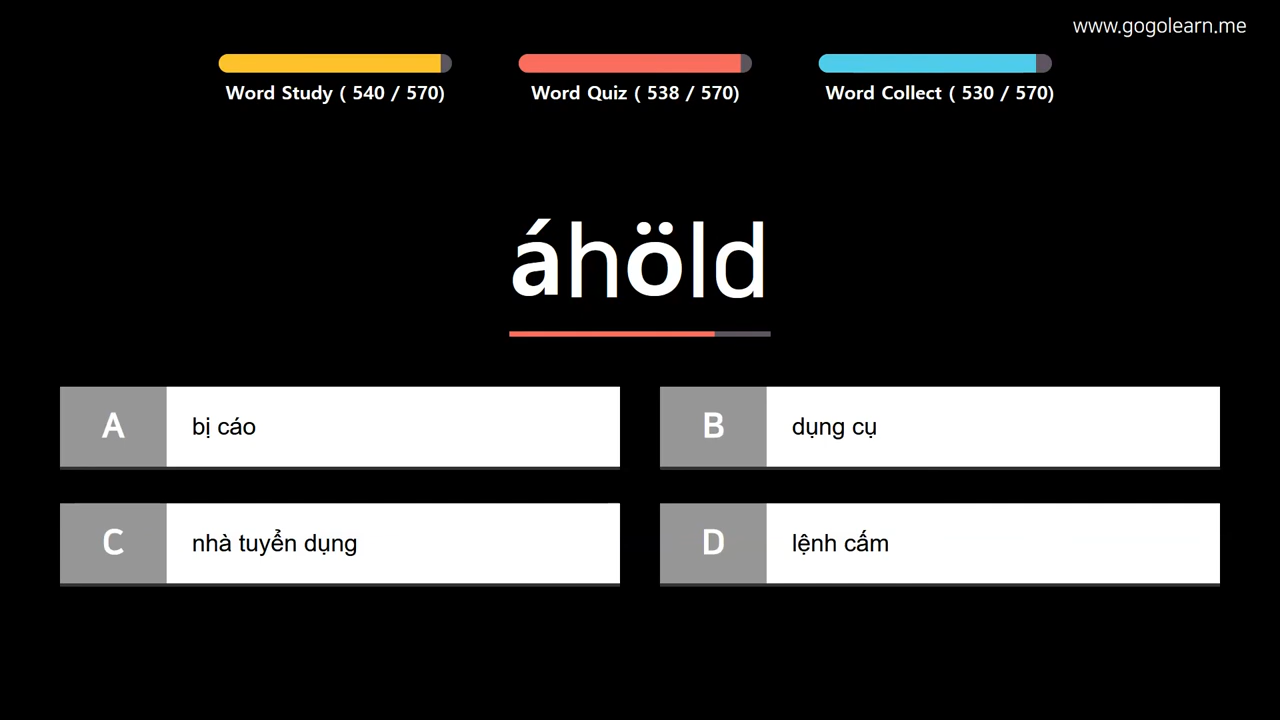 www.gogolearn.me
Word Study ( 540 / 570)
Word Quiz ( 538 / 570)
Word Collect ( 530 / 570)
áhöld
A
bị cáo
B
dụng cụ
C
nhà tuyển dụng
D
lệnh cấm